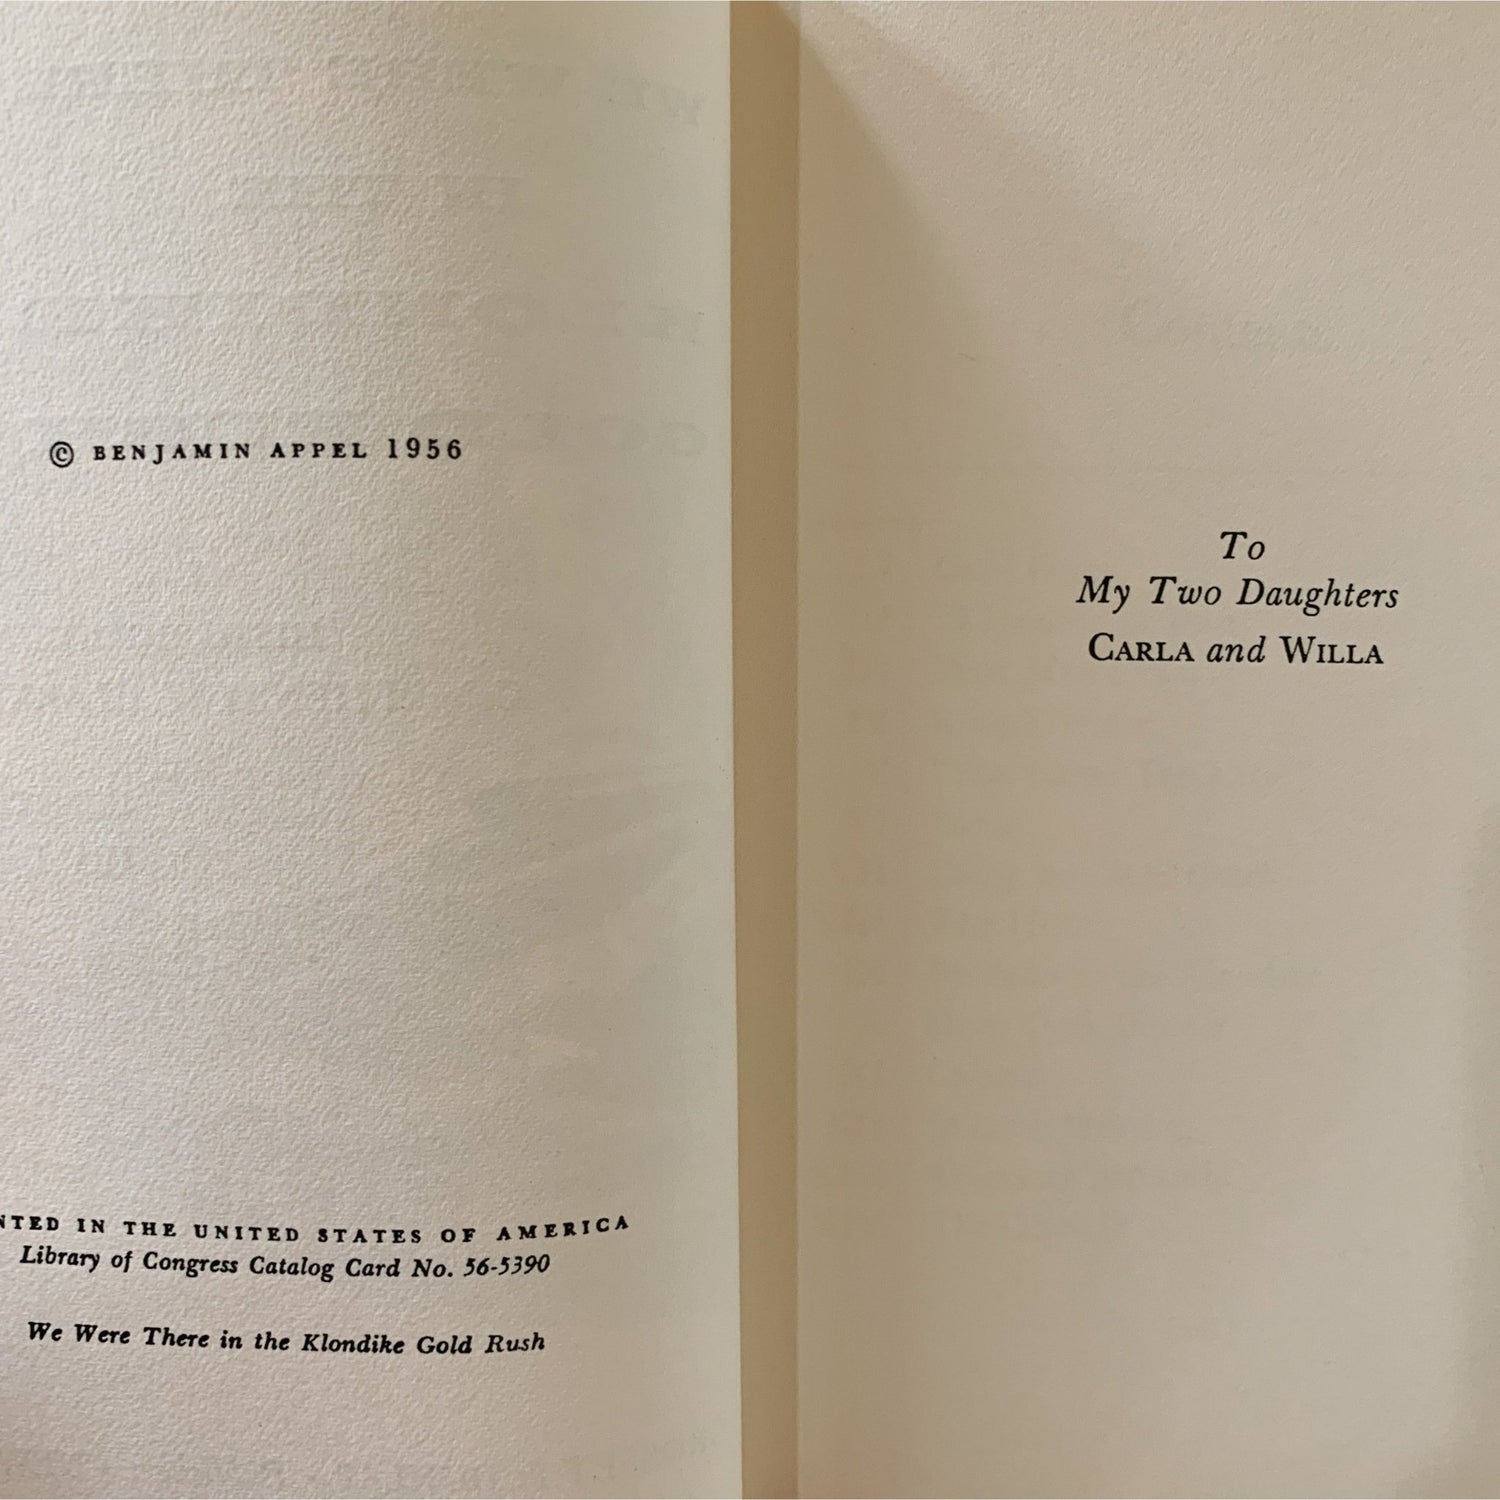 © BENJAMIN APPEL 1956
NTED IN THE UNITED STATES OF AMERICA
Library of Congress Catalog Card No. 56-5390
We Were There in the Klondike Gold Rush
To
My Two Daughters
CARLA and WILLA